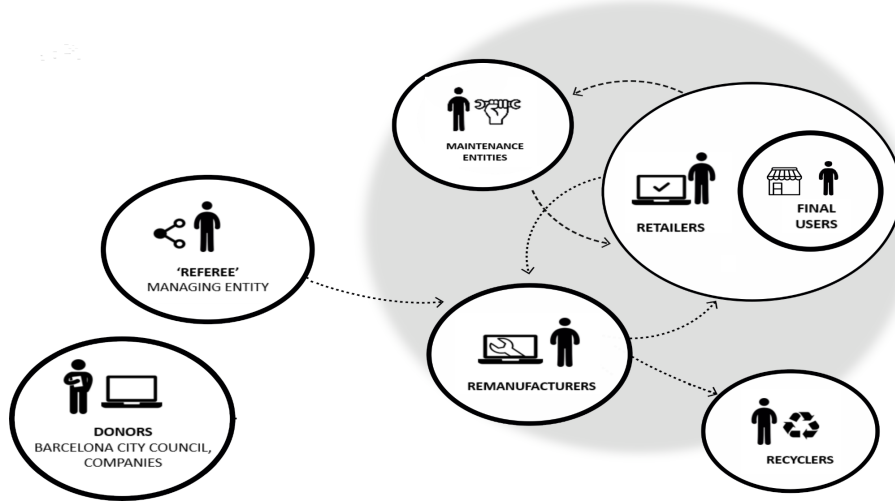 MAINTENANCE
ENTITIES
RETAILERS
FINAL
USERS
'REFEREE'
MANAGING ENTITY
REMANUFACTURERS
DONORS
BARCELONA CITY COUNCIL,
COMPANIES
RECYCLERS